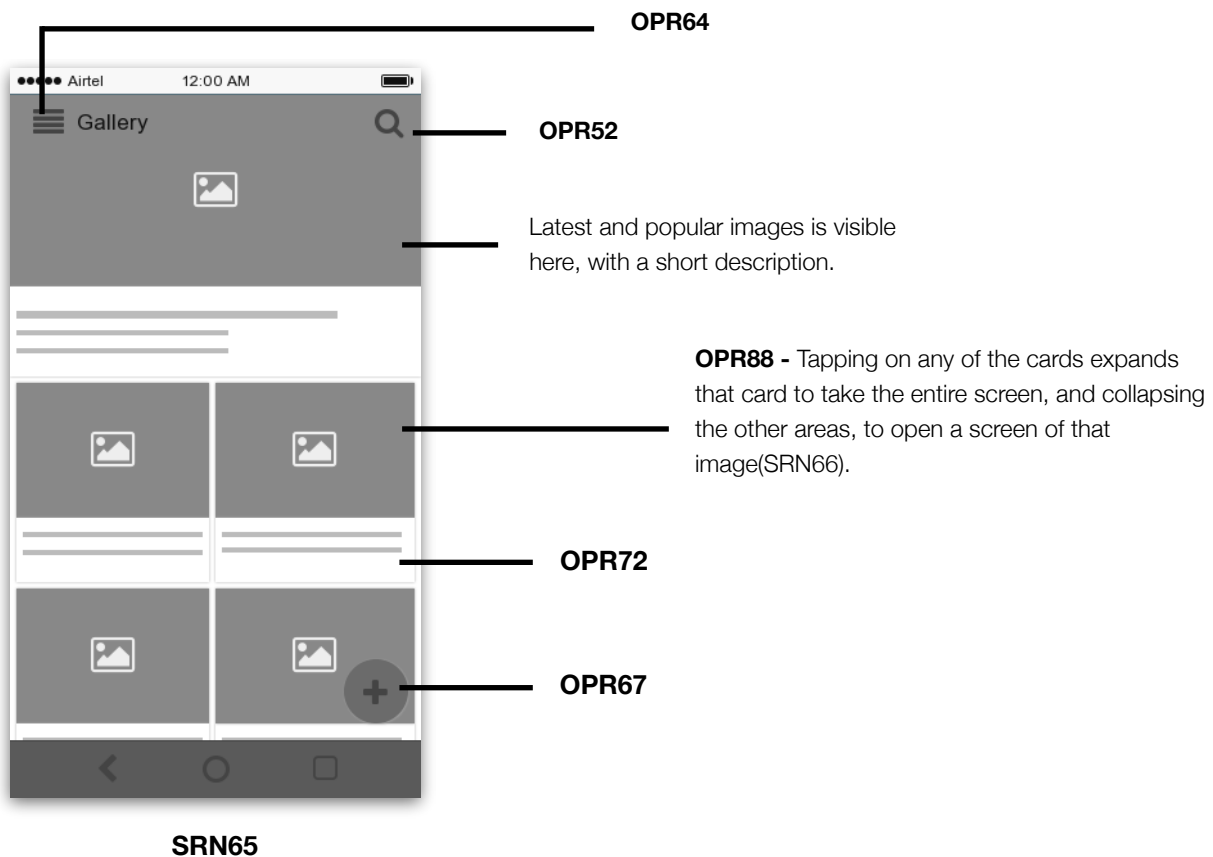 OPR64
Airtel 12:00 AM
Gallery
OPR52
Latest and popular images is visible
here, with a short description.
OPR88 - Tapping on any of the cards expands
that card to take the entire screen, and collapsing
the other areas, to open a screen of that
image(SRN66).
OPR72
OPR67
SRN65